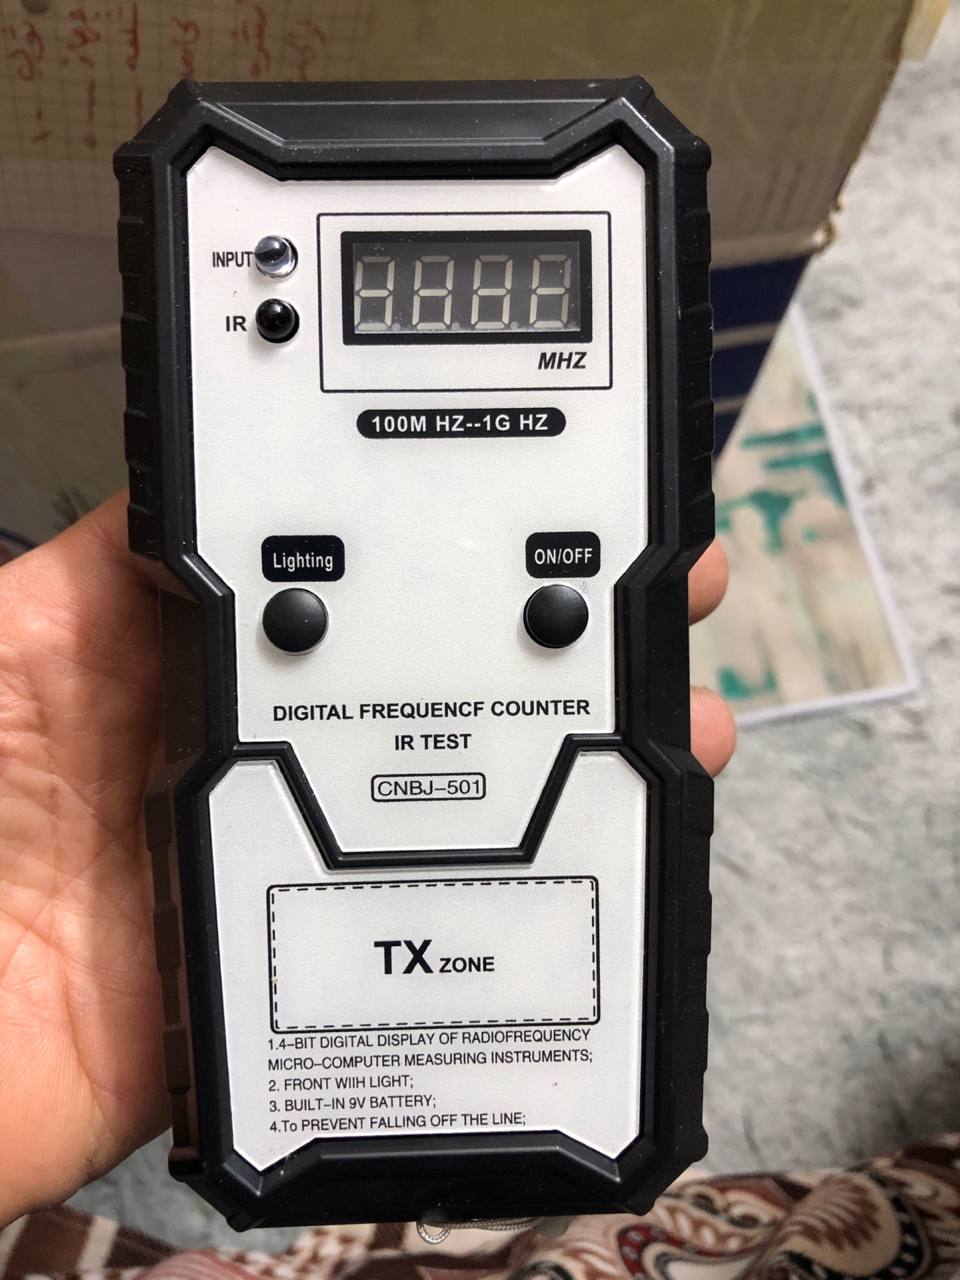 INPUT
IR
MHZ
100M HZ--1G HZ
Lighting
ON/OFF
DIGITAL FREQUENCF COUNTER
IR TEST
CNBJ-501
TX ZONE
1.4-BIT DIGITAL DISPLAY OF RADIOFREQUENCY
MICRO-COMPUTER MEASURING INSTRUMENTS;
2. FRONT WIIH LIGHT;
3. BUILT-IN 9V BATTERY;
4.To PREVENT FALLING OFF THE LINE;